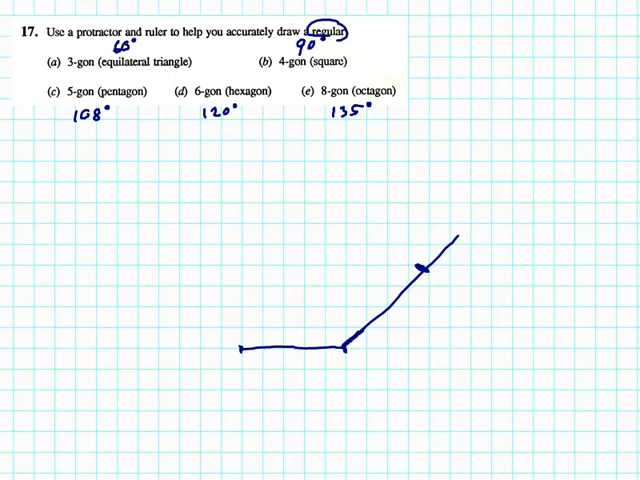 17. Use a protractor and ruler to help you accurately draw a regular
60° 90°
(a) 3-gon (equilateral triangle) (b) 4-gon (square)
(c) 5-gon (pentagon) (d) 6-gon (hexagon) (e) 8-gon (octagon)
108° 120° 135°